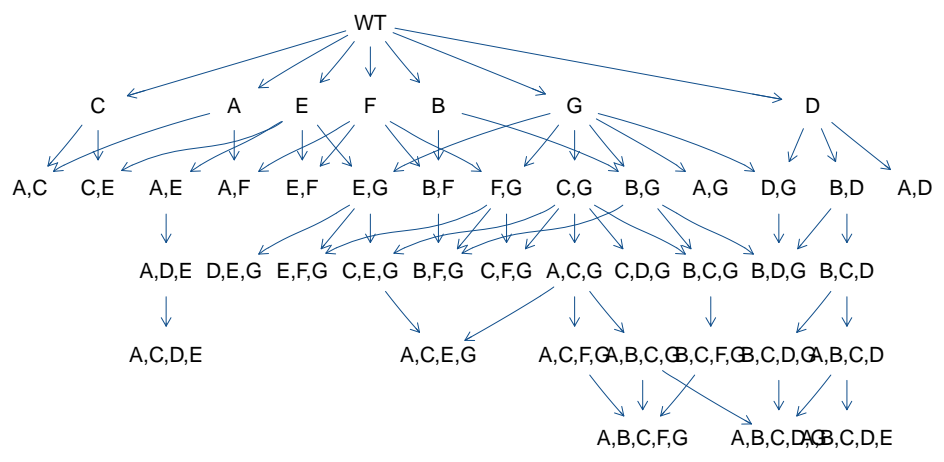 WT
C A E F B G D
A,C C,E A,E A,F E,F E,G B,F F,G C,G B,G A,G D,G B,D A,D
A,D,E D,E,G E,F,G C,E,G B,F,G C,F,G A,C,G C,D,G B,C,G B,D,G B,C,D
A,C,D,E A,C,E,G A,C,F,G A,B,C,G B,C,F,G B,C,D,G A,B,C,D
A,B,C,F,G A,B,C,D,G A,B,C,D,E